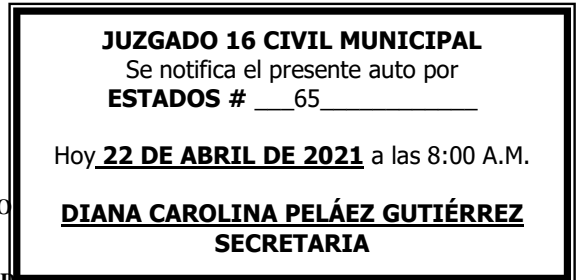 JUZGADO 16 CIVIL MUNICIPAL
Se notifica el presente auto por
ESTADOS # ___65____________
Hoy 22 DE ABRIL DE 2021 a las 8:00 A.M.
DIANA CAROLINA PELÁEZ GUTIÉRREZ
SECRETARIA